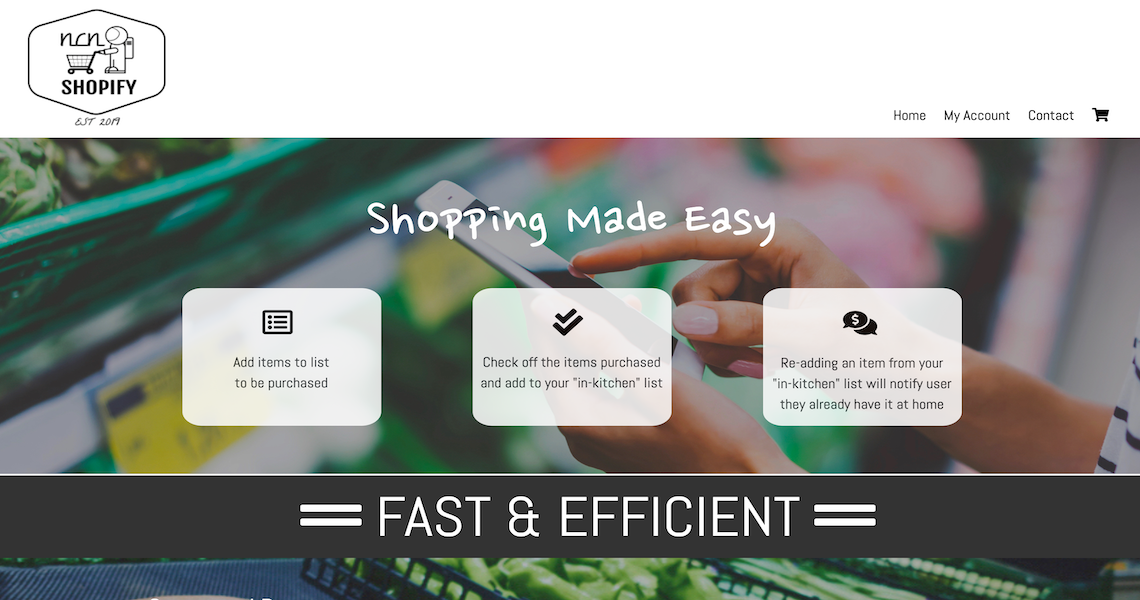 ncn
SHOPIFY
EST 2019
Home My Account Contact
Shopping Made Easy
Add items to list
to be purchased
Check off the items purchased
and add to your "in-kitchen" list
$
Re-adding an item from your
"in-kitchen" list will notify user
they already have it at home
FAST & EFFICIENT